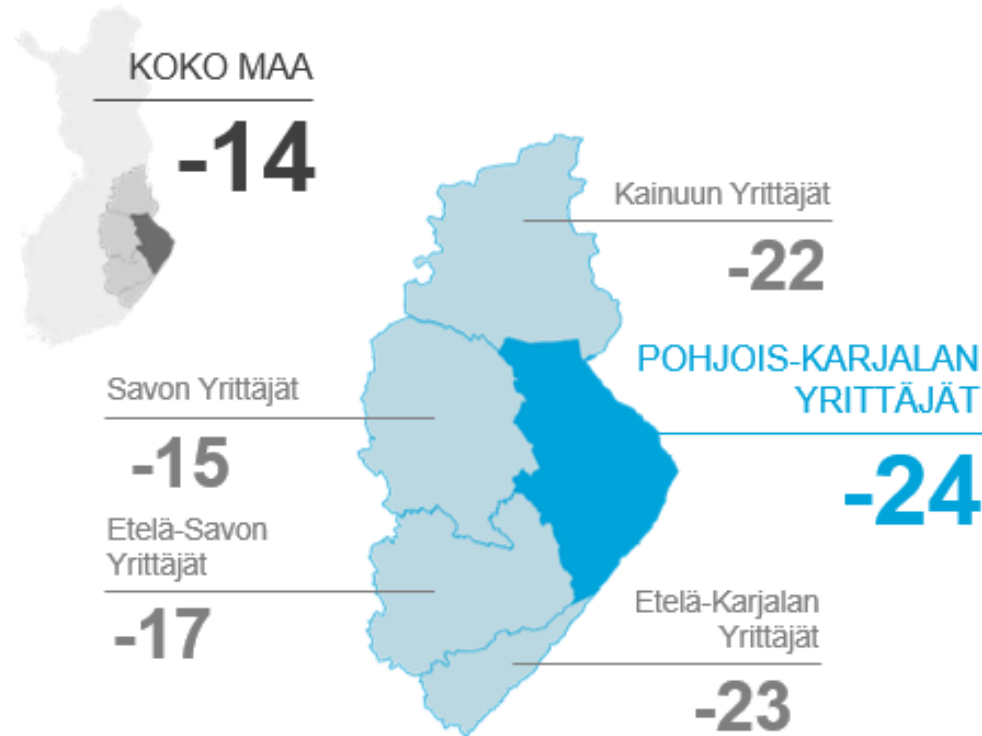 KOKO MAA
-14
Kainuun Yrittäjät
-22
POHJOIS-KARJALAN
YRITTÄJÄT
-24
Savon Yrittäjät
-15
Etelä-Savon
Yrittäjät
-17
Etelä-Karjalan
Yrittäjät
-23